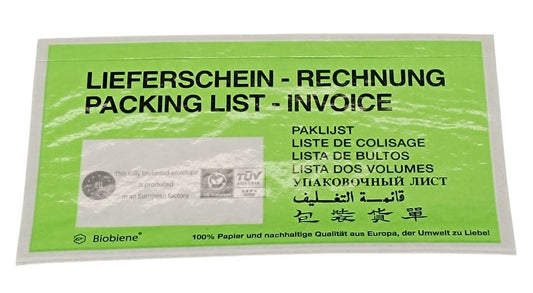 LIEFERSCHEIN - RECHNUNG
PACKING LIST - INVOICE
PAKLIJST
LISTE DE COLISAGE
LISTA DE BULTOS
LISTA DOS VOLUMES
УПАКОВОЧНЫЙ ЛИСТ
قائمة التغليف
包裝貨單
This fully biobased envelope
is produced
in an European factory
TÜV
AUSTRIA
Biobiene®
100% Papier und nachhaltige Qualität aus Europa, der Umwelt zu Liebe!